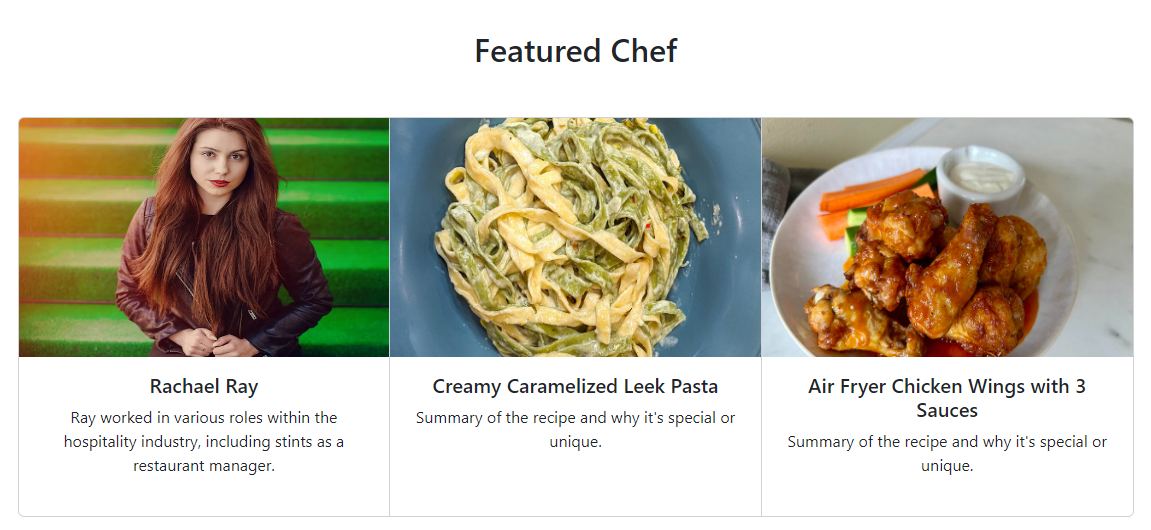 Featured Chef
Rachael Ray
Ray worked in various roles within the
hospitality industry, including stints as a
restaurant manager.
Creamy Caramelized Leek Pasta
Summary of the recipe and why it's special or
unique.
Air Fryer Chicken Wings with 3
Sauces
Summary of the recipe and why it's special or
unique.